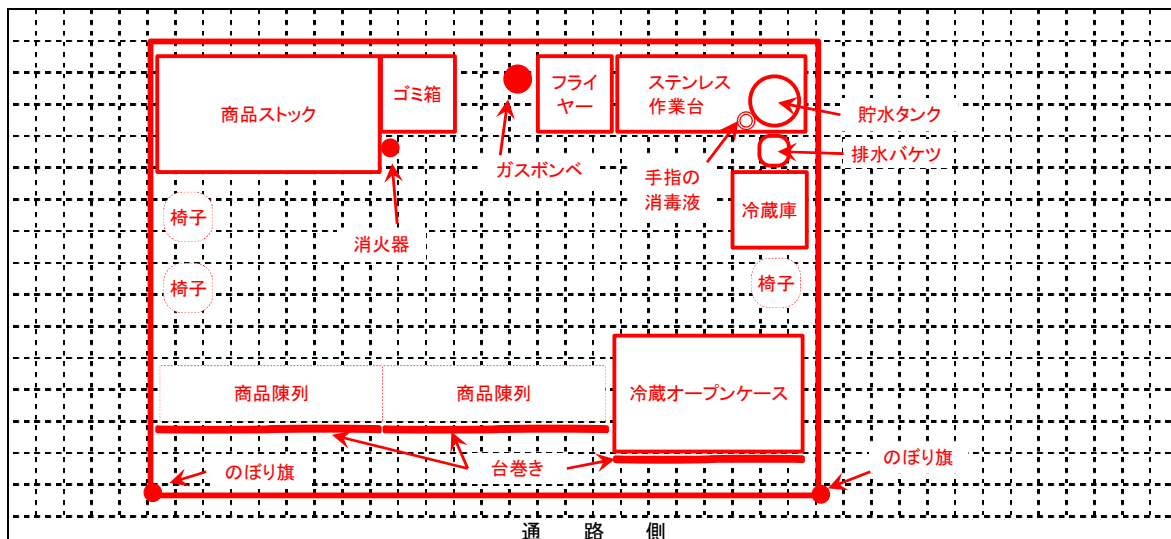 商品ストック
ゴミ箱
フライ
ヤー
ステンレス
作業台
貯水タンク
排水バケツ
ガスボンベ
手指の
消毒液
冷蔵庫
椅子
消火器
椅子
椅子
商品陳列
商品陳列
冷蔵オープンケース
台巻き
のぼり旗
のぼり旗
通 路 側